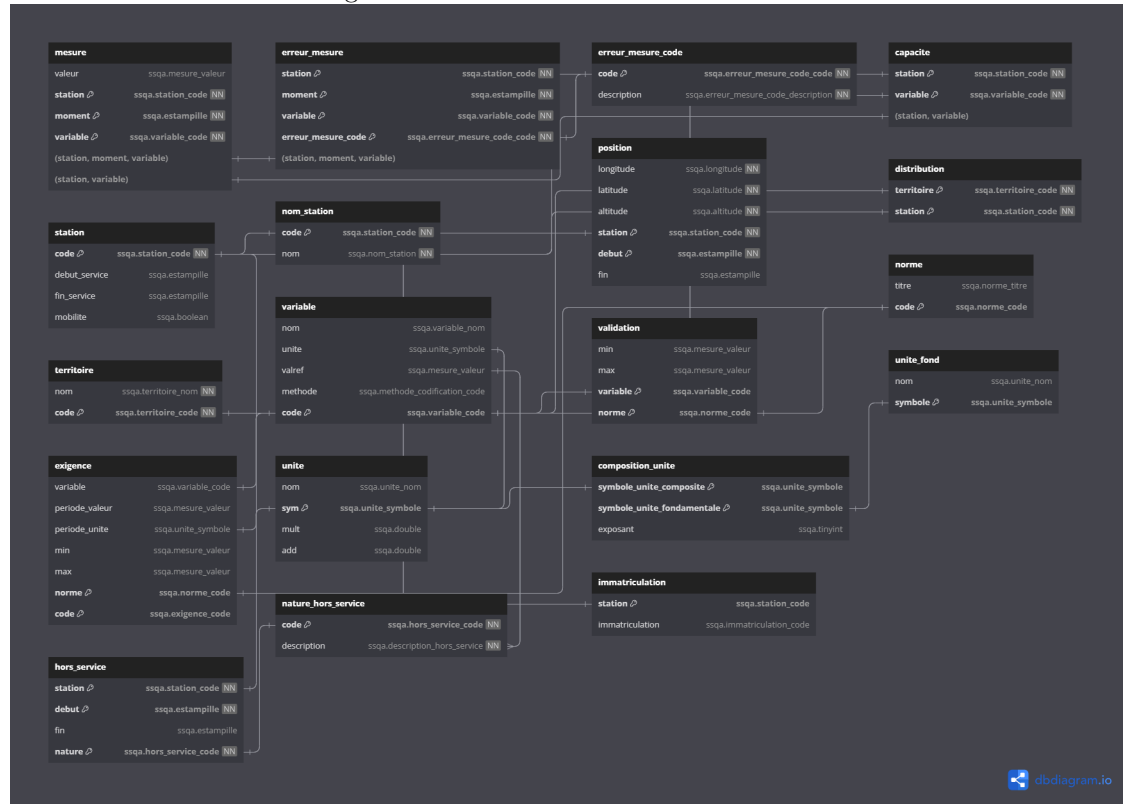 mesure
valeur ssqa.mesure_valeur
station ssqa.station_code NN
moment ssqa.estampille NN
variable ssqa.variable_code NN
(station, moment, variable)
(station, variable)
erreur_mesure
station ssqa.station_code NN
moment ssqa.estampille NN
variable ssqa.variable_code NN
erreur_mesure_code ssqa.erreur_mesure_code_code NN
(station, moment, variable)
erreur_mesure_code
code ssqa.erreur_mesure_code_code NN
description ssqa.erreur_mesure_code_description NN
capacite
station ssqa.station_code NN
variable ssqa.variable_code NN
(station, variable)
position
longitude ssqa.longitude NN
latitude ssqa.latitude NN
altitude ssqa.altitude NN
station ssqa.station_code NN
debut ssqa.estampille NN
fin ssqa.estampille
distribution
territoire ssqa.territoire_code NN
station ssqa.station_code NN
station
code ssqa.station_code NN
debut_service ssqa.estampille
fin_service ssqa.estampille
mobilite ssqa.boolean
nom_station
code ssqa.station_code NN
nom ssqa.nom_station NN
norme
titre ssqa.norme_titre
code ssqa.norme_code
variable
nom ssqa.variable_nom
unite ssqa.unite_symbole
valref ssqa.mesure_valeur
methode ssqa.methode_codification_code
code ssqa.variable_code
validation
min ssqa.mesure_valeur
max ssqa.mesure_valeur
variable ssqa.variable_code
norme ssqa.norme_code
unite_fond
nom ssqa.unite_nom
symbole ssqa.unite_symbole
territoire
nom ssqa.territoire_nom NN
code ssqa.territoire_code NN
exigence
variable ssqa.variable_code
periode_valeur ssqa.mesure_valeur
periode_unite ssqa.unite_symbole
min ssqa.mesure_valeur
max ssqa.mesure_valeur
norme ssqa.norme_code
code ssqa.exigence_code
unite
nom ssqa.unite_nom
sym ssqa.unite_symbole
mult ssqa.double
add ssqa.double
composition_unite
symbole_unite_composite ssqa.unite_symbole
symbole_unite_fondamentale ssqa.unite_symbole
exposant ssqa.tinyint
immatriculation
station ssqa.station_code
immatriculation ssqa.immatriculation_code
nature_hors_service
code ssqa.hors_service_code NN
description ssqa.description_hors_service NN
hors_service
station ssqa.station_code NN
debut ssqa.estampille NN
fin ssqa.estampille
nature ssqa.hors_service_code NN
dbdiagram.io